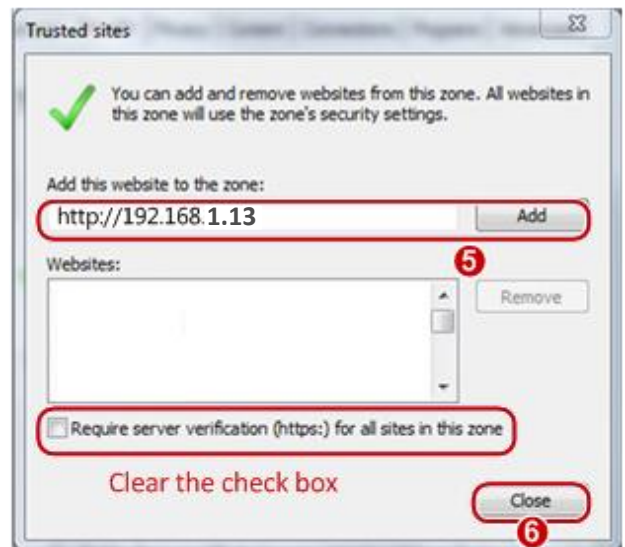 Trusted sites
You can add and remove websites from this zone. All websites in
this zone will use the zone's security settings.
Add this website to the zone:
http://192.168.1.13
Add
5
Websites:
Remove
Require server verification (https:) for all sites in this zone
Clear the check box
Close
6